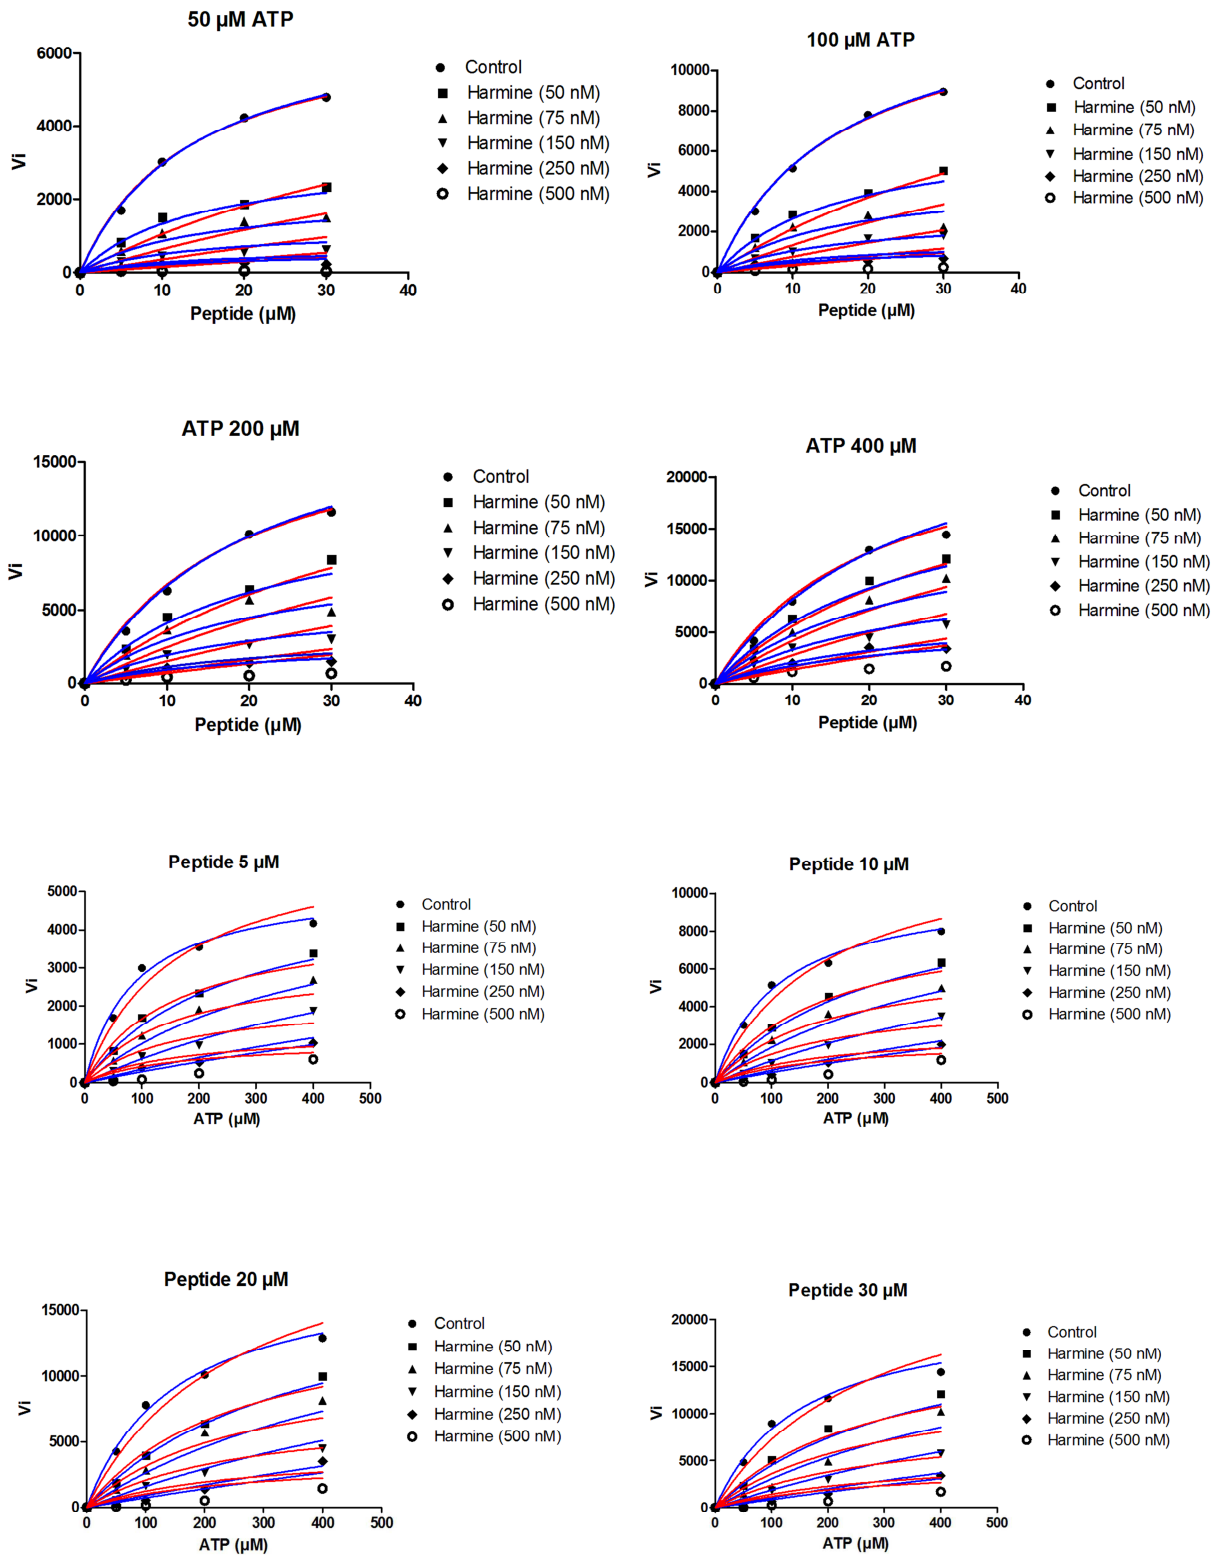 50 µM ATP
6000
4000
2000
0
Vi
0
10
20
30
40
Peptide (µM)
Control
Harmine (50 nM)
Harmine (75 nM)
Harmine (150 nM)
Harmine (250 nM)
Harmine (500 nM)
100 µM ATP
10000
8000
6000
4000
2000
0
Vi
0
10
20
30
40
Peptide (µM)
Control
Harmine (50 nM)
Harmine (75 nM)
Harmine (150 nM)
Harmine (250 nM)
Harmine (500 nM)
ATP 200 µM
15000
10000
5000
0
Vi
0
10
20
30
40
Peptide (µM)
Control
Harmine (50 nM)
Harmine (75 nM)
Harmine (150 nM)
Harmine (250 nM)
Harmine (500 nM)
ATP 400 µM
20000
15000
10000
5000
0
Vi
0
10
20
30
40
Peptide (µM)
Control
Harmine (50 nM)
Harmine (75 nM)
Harmine (150 nM)
Harmine (250 nM)
Harmine (500 nM)
Peptide 5 µM
5000
4000
3000
2000
1000
0
Vi
0
100
200
300
400
500
ATP (µM)
Control
Harmine (50 nM)
Harmine (75 nM)
Harmine (150 nM)
Harmine (250 nM)
Harmine (500 nM)
Peptide 10 µM
10000
8000
6000
4000
2000
0
Vi
0
100
200
300
400
500
ATP (µM)
Control
Harmine (50 nM)
Harmine (75 nM)
Harmine (150 nM)
Harmine (250 nM)
Harmine (500 nM)
Peptide 20 µM
15000
10000
5000
0
Vi
0
100
200
300
400
500
ATP (µM)
Control
Harmine (50 nM)
Harmine (75 nM)
Harmine (150 nM)
Harmine (250 nM)
Harmine (500 nM)
Peptide 30 µM
20000
15000
10000
5000
0
Vi
0
100
200
300
400
500
ATP (µM)
Control
Harmine (50 nM)
Harmine (75 nM)
Harmine (150 nM)
Harmine (250 nM)
Harmine (500 nM)